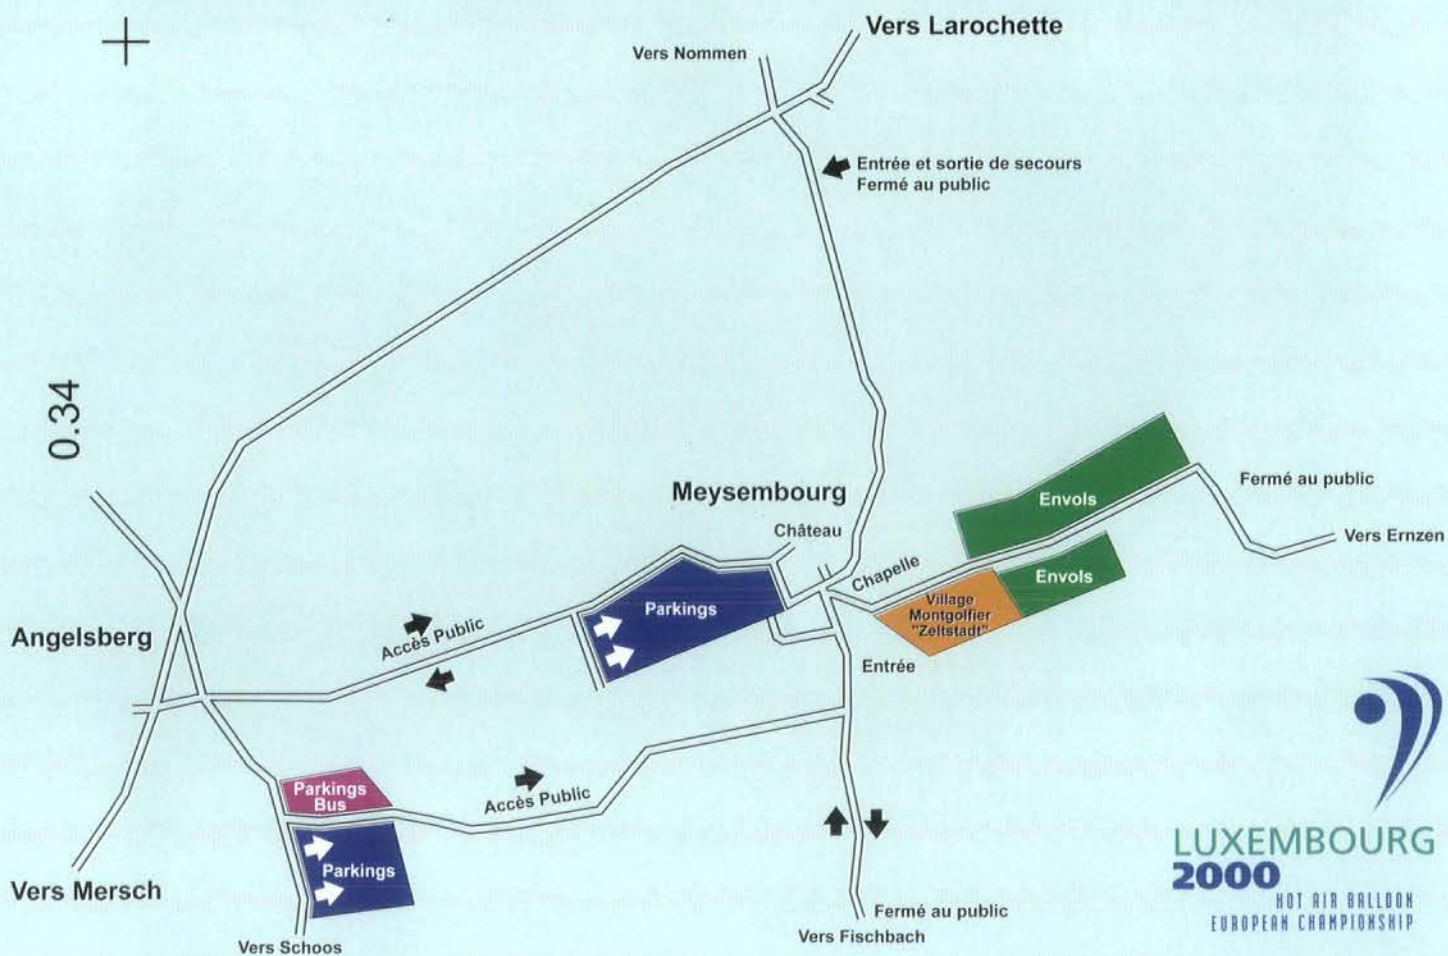 Vers Larochette
Vers Nommen
Entrée et sortie de secours
Fermé au public
0.34
Meysembourg
Château
Envols
Fermé au public
Vers Ernzen
Chapelle
Envols
Village
Montgolfier
"Zeltstadt"
Parkings
Accès Public
Angelsberg
Entrée
Parkings
Bus
Accès Public
Parkings
Vers Mersch
Vers Schoos
Fermé au public
Vers Fischbach
LUXEMBOURG
2000
HOT AIR BALLOON
EUROPEAN CHAMPIONSHIP